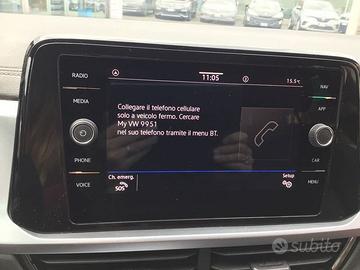 RADIO
11:05
15.5°C
NAV
Collegare il telefono cellulare
solo a veicolo fermo. Cercare
My VW 9951
nel suo telefono tramite il menu BT.
MEDIA
APP
PHONE
CAR
VOICE
Ch. emerg.
SOS
Setup
MENU
subito